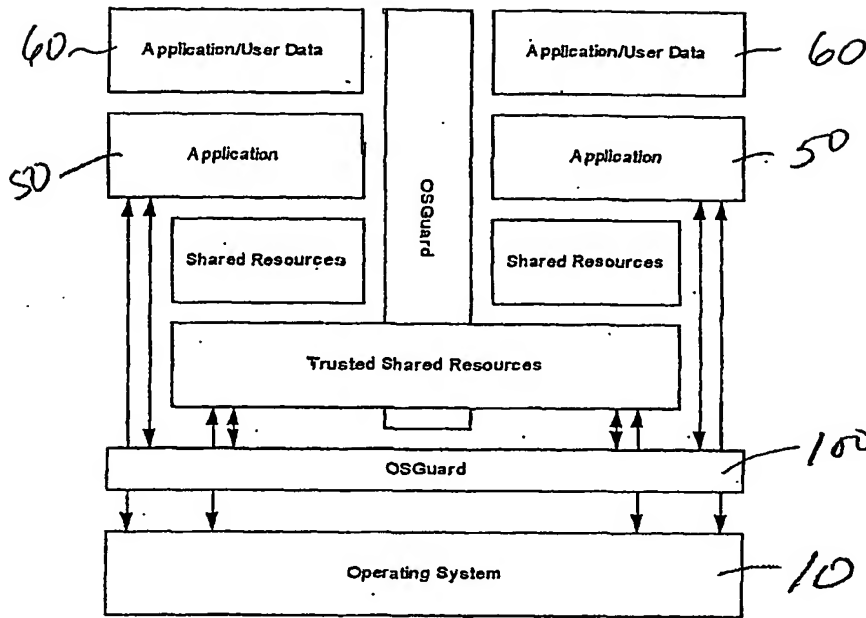 60 Application/User Data Application/User Data 60
50 Application Application 50
OSGuard
Shared Resources Shared Resources
Trusted Shared Resources
OSGuard 100
Operating System 10